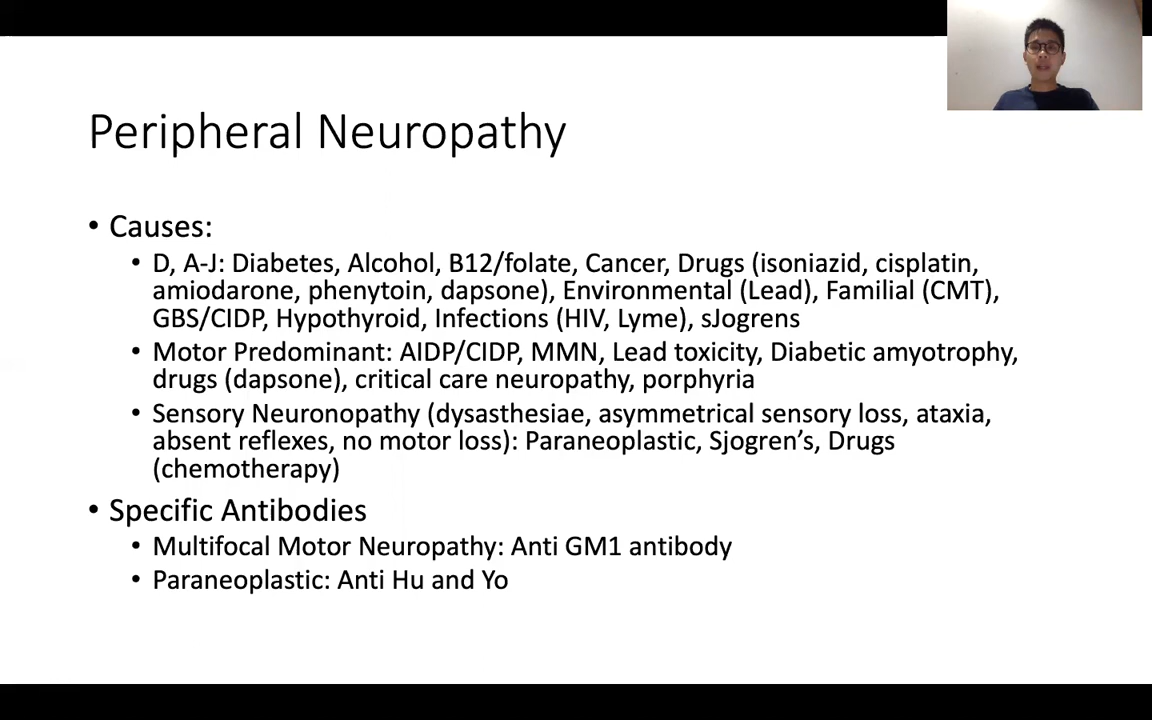 Peripheral Neuropathy
• Causes:
• D, A-J: Diabetes, Alcohol, B12/folate, Cancer, Drugs (isoniazid, cisplatin,
amiodarone, phenytoin, dapsone), Environmental (Lead), Familial (CMT),
GBS/CIDP, Hypothyroid, Infections (HIV, Lyme), sJogrens
• Motor Predominant: AIDP/CIDP, MMN, Lead toxicity, Diabetic amyotrophy,
drugs (dapsone), critical care neuropathy, porphyria
• Sensory Neuronopathy (dysasthesiae, asymmetrical sensory loss, ataxia,
absent reflexes, no motor loss): Paraneoplastic, Sjogren’s, Drugs
(chemotherapy)
• Specific Antibodies
• Multifocal Motor Neuropathy: Anti GM1 antibody
• Paraneoplastic: Anti Hu and Yo